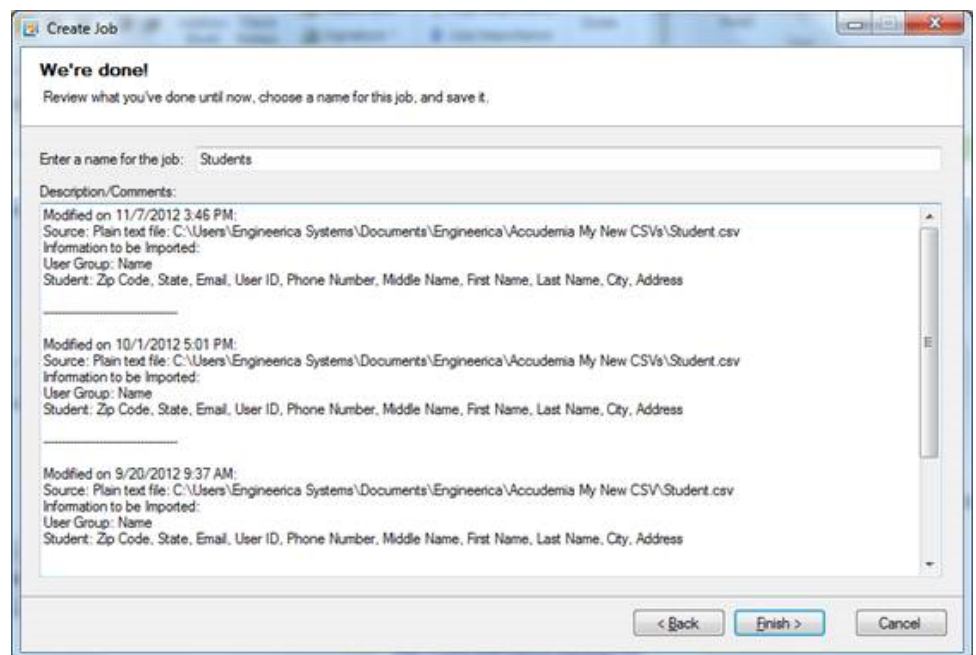 Create Job
We're done!
Review what you've done until now, choose a name for this job, and save it.
Enter a name for the job: Students
Description/Comments:
Modified on 11/7/2012 3:46 PM:
Source: Plain text file: C:\Users\Engineerica Systems\Documents\Engineerica\Accudemia My New CSVs\Student.csv
Information to be Imported:
User Group: Name
Student: Zip Code, State, Email, User ID, Phone Number, Middle Name, First Name, Last Name, City, Address
--------------------------------
Modified on 10/1/2012 5:01 PM:
Source: Plain text file: C:\Users\Engineerica Systems\Documents\Engineerica\Accudemia My New CSVs\Student.csv
Information to be Imported:
User Group: Name
Student: Zip Code, State, Email, User ID, Phone Number, Middle Name, First Name, Last Name, City, Address
--------------------------------
Modified on 9/20/2012 9:37 AM:
Source: Plain text file: C:\Users\Engineerica Systems\Documents\Engineerica\Accudemia My New CSV\Student.csv
Information to be Imported:
User Group: Name
Student: Zip Code, State, Email, User ID, Phone Number, Middle Name, First Name, Last Name, City, Address
< Back Finish > Cancel